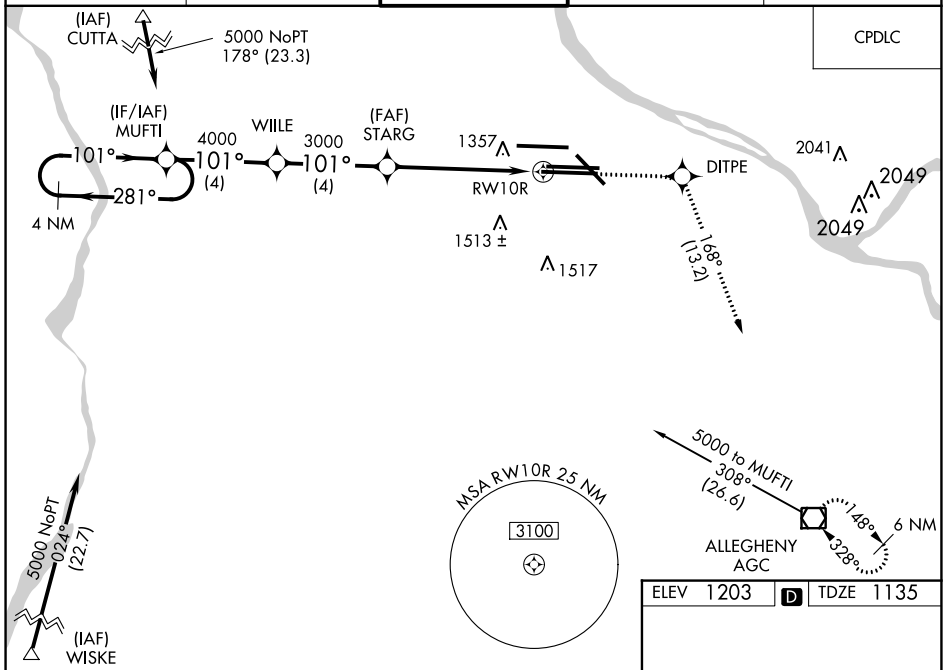 (IAF)
CUTTA
5000 NoPT
178° (23.3)
CPDLC
(IF/IAF)
MUFTI
4000
101°
(4)
WIILE
3000
101°
(4)
(FAF)
STARG
1357
RW10R
DITPE
2041
2049
2049
101°
281°
4 NM
1513 ±
1517
168°
(13.2)
5000 NoPT
024°
(22.7)
(IAF)
WISKE
MSA RW10R 25 NM
3100
5000 to MUFTI
308°
(26.6)
ALLEGHENY
AGC
148°
328°
6 NM
ELEV 1203 D TDZE 1135